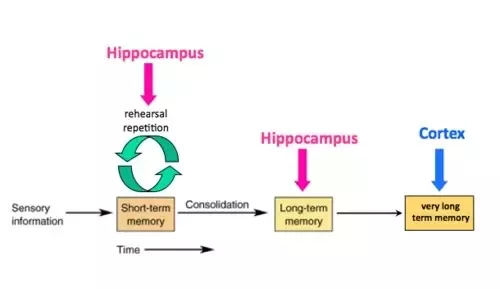 Hippocampus
rehearsal
repetition
Hippocampus
Cortex
Sensory
information
Short-term
memory
Consolidation
Long-term
memory
very long
term memory
Time